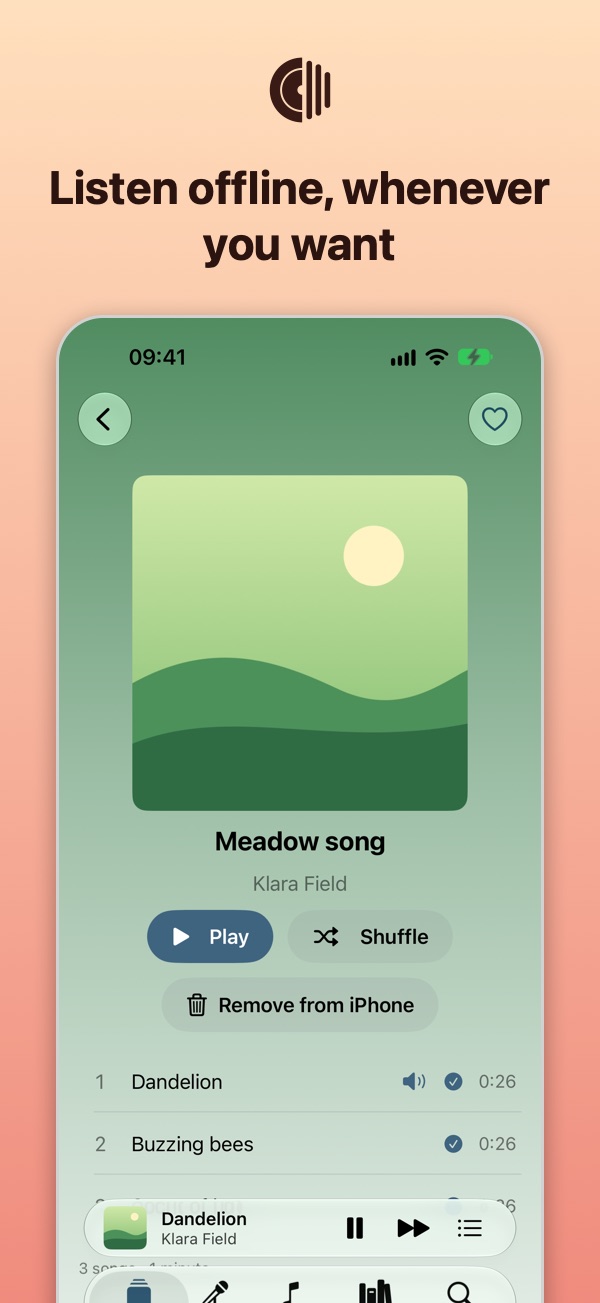 Listen offline, whenever
you want
09:41
Meadow song
Klara Field
Play
Shuffle
Remove from iPhone
1 Dandelion 0:26
2 Buzzing bees 0:26
Dandelion
Klara Field